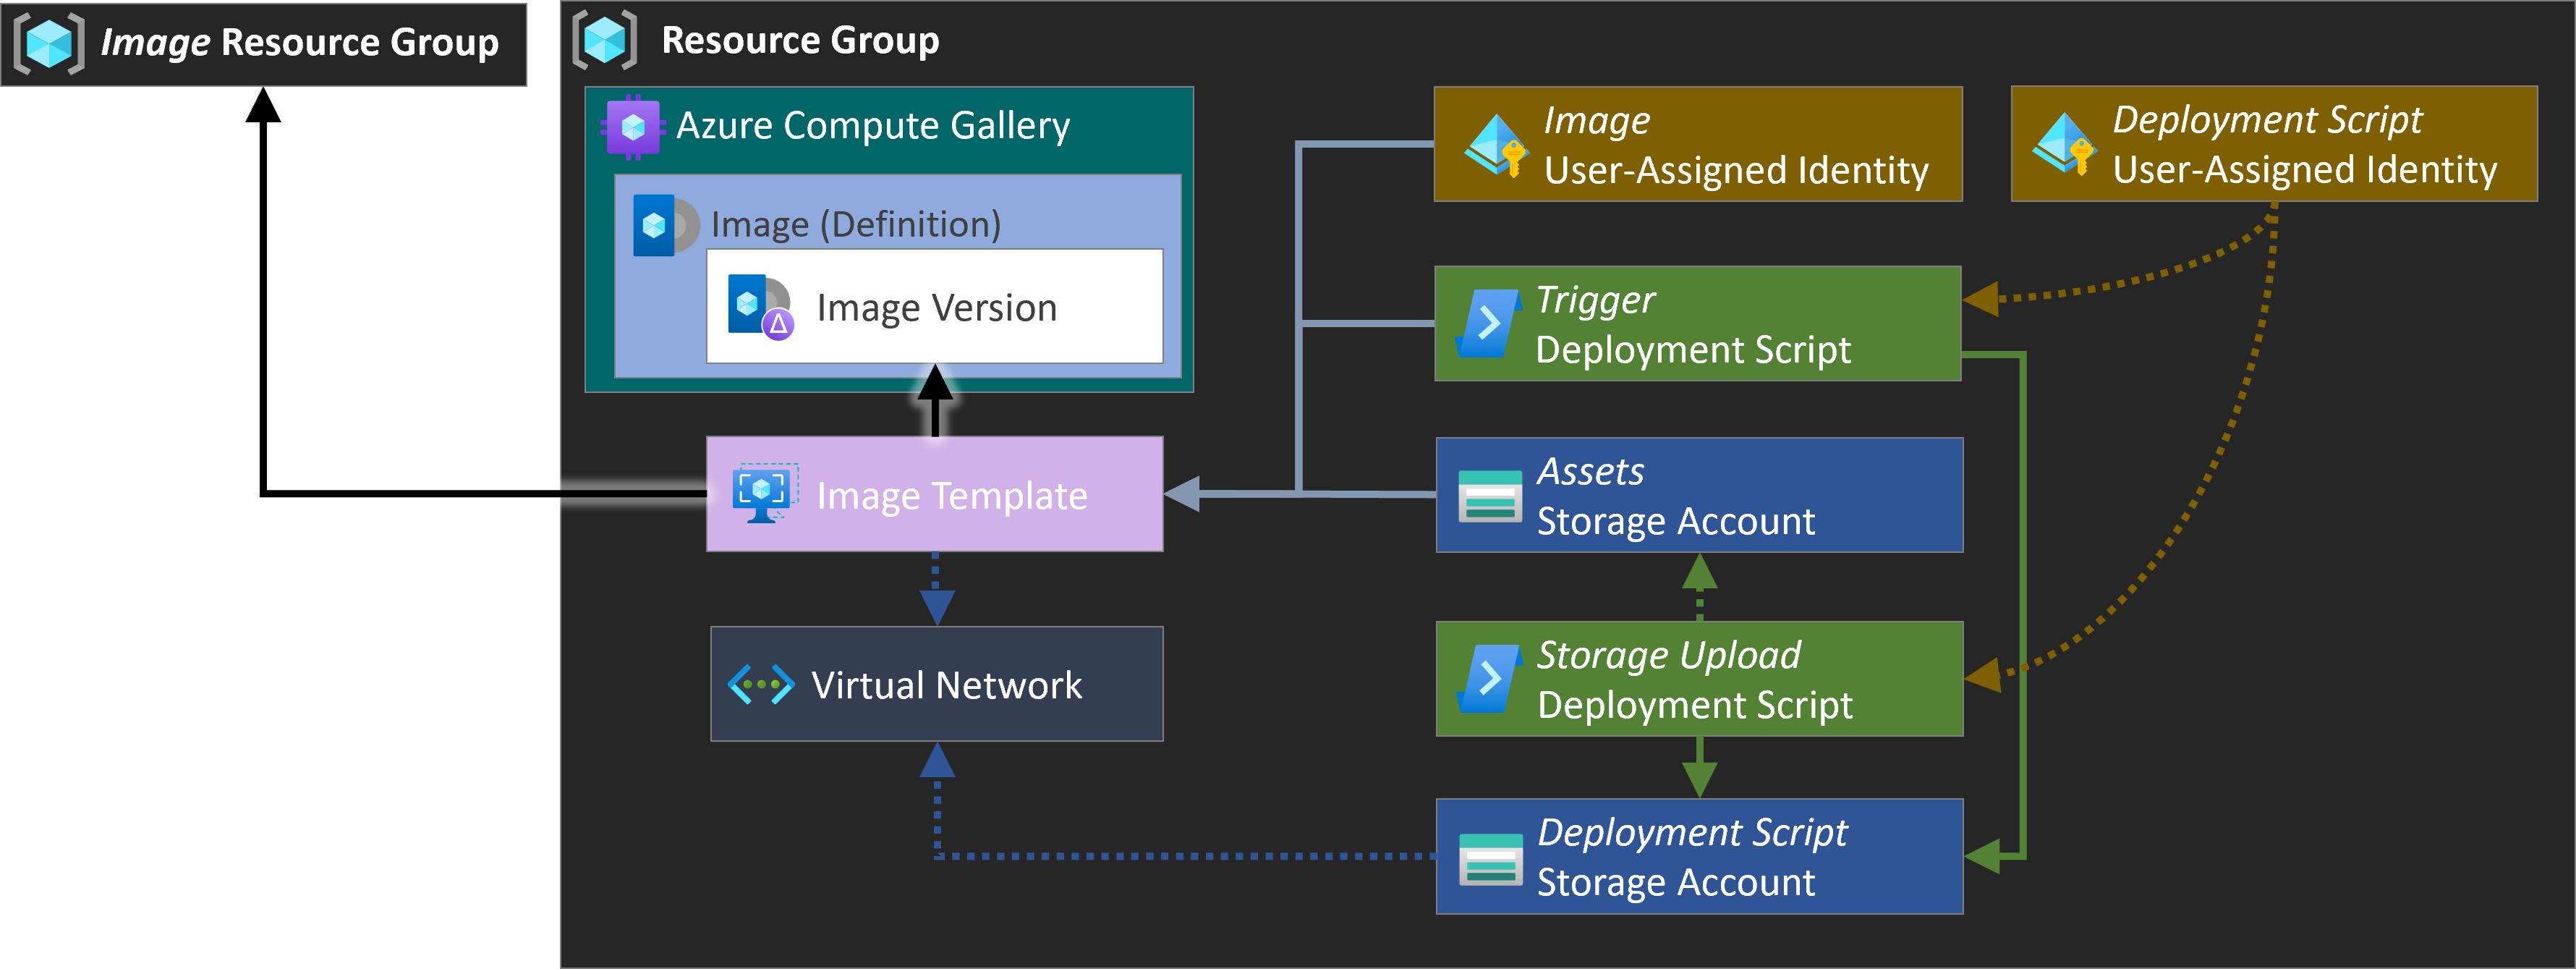 Image Resource Group
Resource Group
Azure Compute Gallery
Image (Definition)
Image Version
Image Template
Virtual Network
Image
User-Assigned Identity
Deployment Script
User-Assigned Identity
Trigger
Deployment Script
Assets
Storage Account
Storage Upload
Deployment Script
Deployment Script
Storage Account